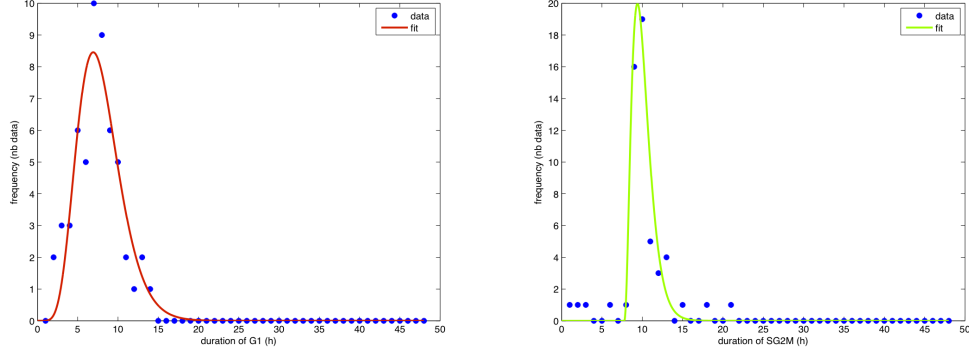 10
9
8
7
6
5
4
3
2
1
0
frequency (nb data)
0 5 10 15 20 25 30 35 40 45 50
duration of G1 (h)
data
fit
20
18
16
14
12
10
8
6
4
2
0
frequency (nb data)
0 5 10 15 20 25 30 35 40 45 50
duration of SG2M (h)
data
fit